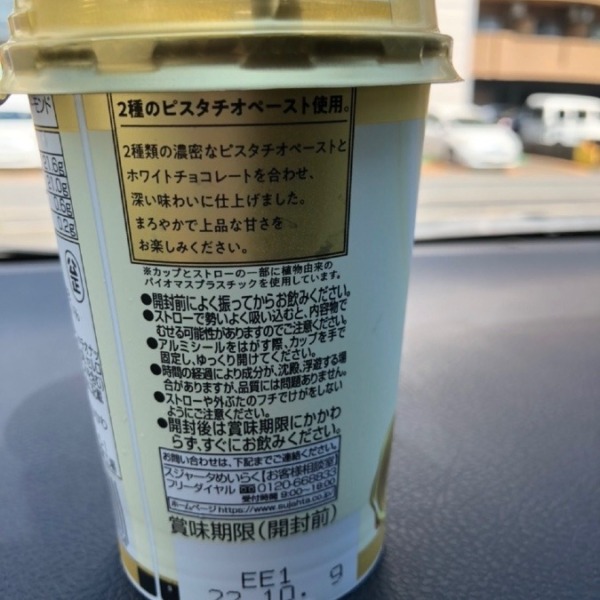 2種のピスタチオペースト使用。
2種類の濃密なピスタチオペーストと
ホワイトチョコレートを合わせ、
深い味わいに仕上げました。
まろやかで上品な甘さを
お楽しみください。
※カップとストローの一部に植物由来の
バイオマスプラスチックを使用しています。
●開封前によく振ってからお飲みください。
●ストローで勢いよく吸い込むと、内容物で
むせる可能性がありますのでご注意ください。
●アルミシールをはがす際、カップを手で
固定し、ゆっくり開けてください。
●時間の経過により成分が、沈殿、浮遊する場
合がありますが、品質には問題ありません。
●ストローや外ぶたのフチでけがをしない
ようにご注意ください。
●開封後は賞味期限にかかわ
らず、すぐにお飲みください。
お問い合わせは、下記までご連絡ください。
スジャータめいらく【お客様相談室】
フリーダイヤル 0120-668833
受付時間 9:00~18:00
ホームページ https://www.sujahta.co.jp
賞味期限(開封前)
EE1
22.10. 9